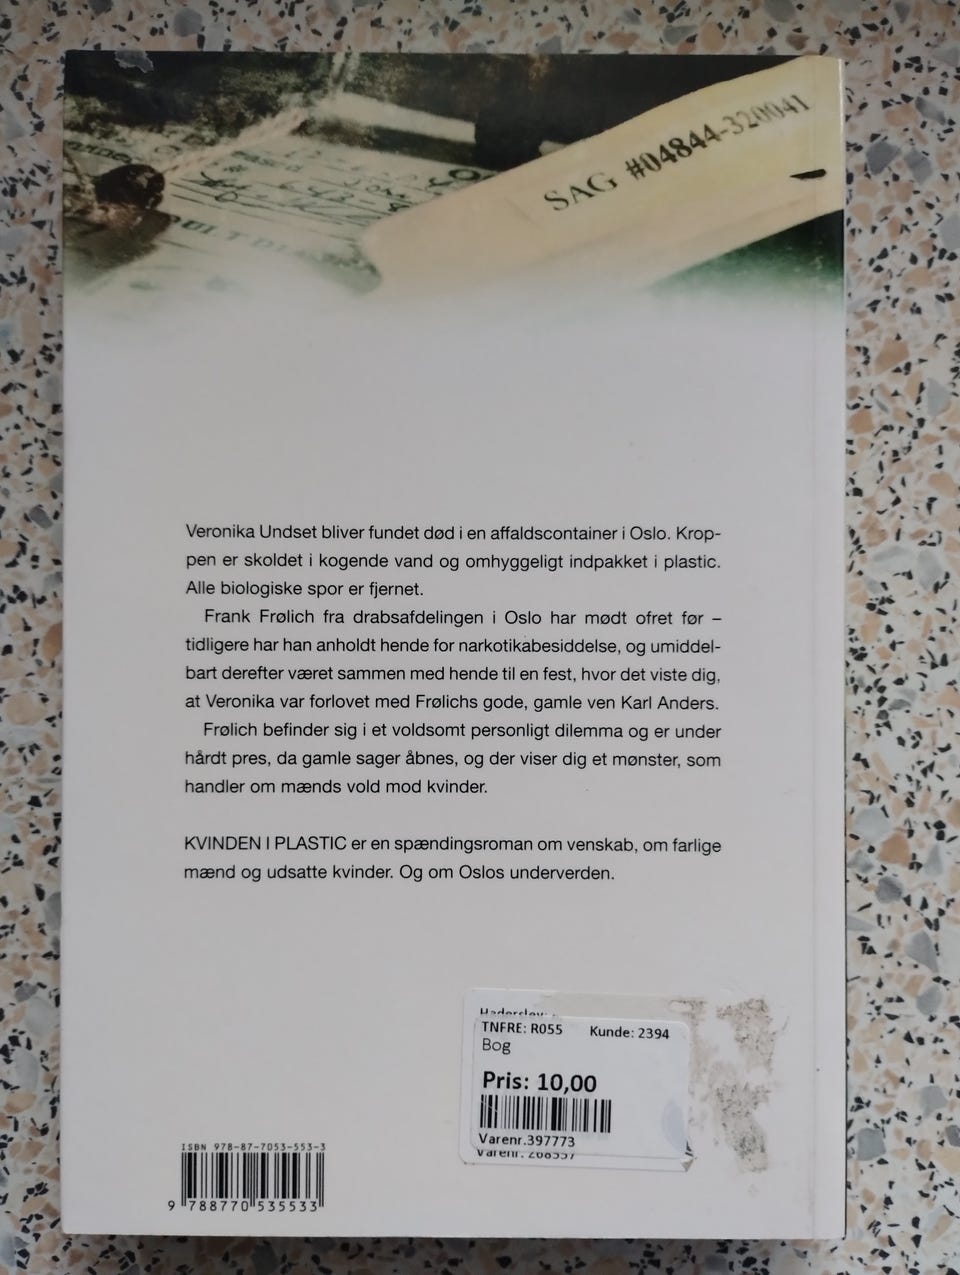 SAG #04844-320041
Veronika Undset bliver fundet død i en affaldscontainer i Oslo. Krop-
pen er skoldet i kogende vand og omhyggeligt indpakket i plastic.
Alle biologiske spor er fjernet.
Frank Frølich fra drabsafdelingen i Oslo har mødt ofret før –
tidligere har han anholdt hende for narkotikabesiddelse, og umiddel-
bart derefter været sammen med hende til en fest, hvor det viste dig,
at Veronika var forlovet med Frølichs gode, gamle ven Karl Anders.
Frølich befinder sig i et voldsomt personligt dilemma og er under
hårdt pres, da gamle sager åbnes, og der viser dig et mønster, som
handler om mænds vold mod kvinder.
KVINDEN I PLASTIC er en spændingsroman om venskab, om farlige
mænd og udsatte kvinder. Og om Oslos underverden.
TNFRE: R055 Kunde: 2394
Bog
Pris: 10,00
Varenr.397773
Varenr. 268557
ISBN 978-87-7053-553-3
9 788770 535533